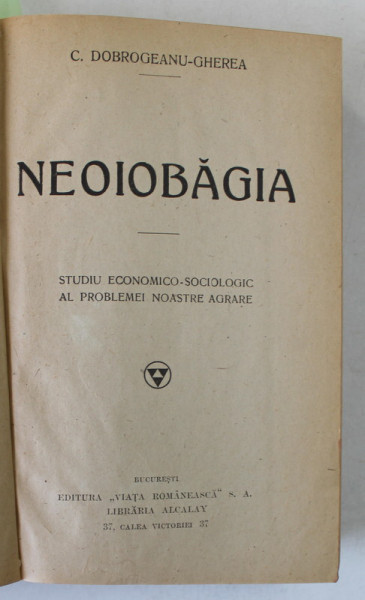 C. DOBROGEANU-GHEREA
NEOIOBĂGIA
STUDIU ECONOMICO-SOCIOLOGIC
AL PROBLEMEI NOASTRE AGRARE
BUCUREȘTI
EDITURA „VIAȚA ROMÂNEASCĂ” S. A.
LIBRĂRIA ALCALAY
37, CALEA VICTORIEI 37